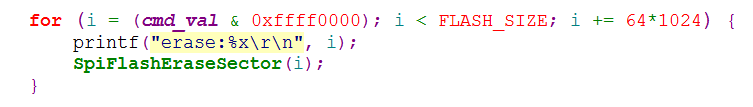 for (i = (cmd_val & 0xffff0000); i < FLASH_SIZE; i += 64*1024) {
    printf("erase:%x\r\n", i);
    SpiFlashEraseSector(i);
}